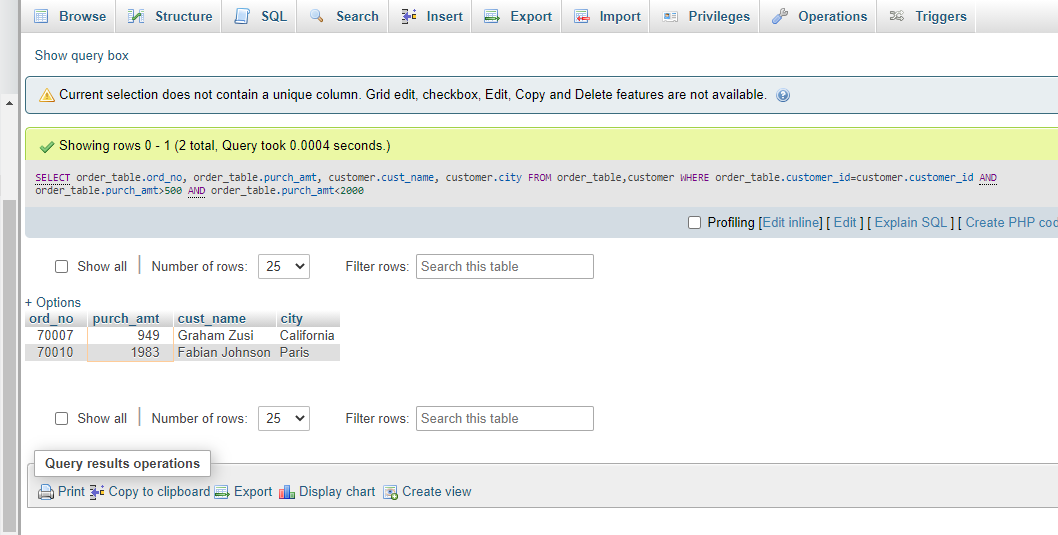 Browse Structure SQL Search Insert Export Import Privileges Operations Triggers
Show query box
Current selection does not contain a unique column. Grid edit, checkbox, Edit, Copy and Delete features are not available.
Showing rows 0 - 1 (2 total, Query took 0.0004 seconds.)
SELECT order_table.ord_no, order_table.purch_amt, customer.cust_name, customer.city FROM order_table,customer WHERE order_table.customer_id=customer.customer_id AND
order_table.purch_amt>500 AND order_table.purch_amt<2000
Profiling [Edit inline] [ Edit ] [ Explain SQL ] [ Create PHP cod
Show all Number of rows: 25 Filter rows: Search this table
+ Options
ord_no purch_amt cust_name city
70007 949 Graham Zusi California
70010 1983 Fabian Johnson Paris
Show all Number of rows: 25 Filter rows: Search this table
Query results operations
Print Copy to clipboard Export Display chart Create view